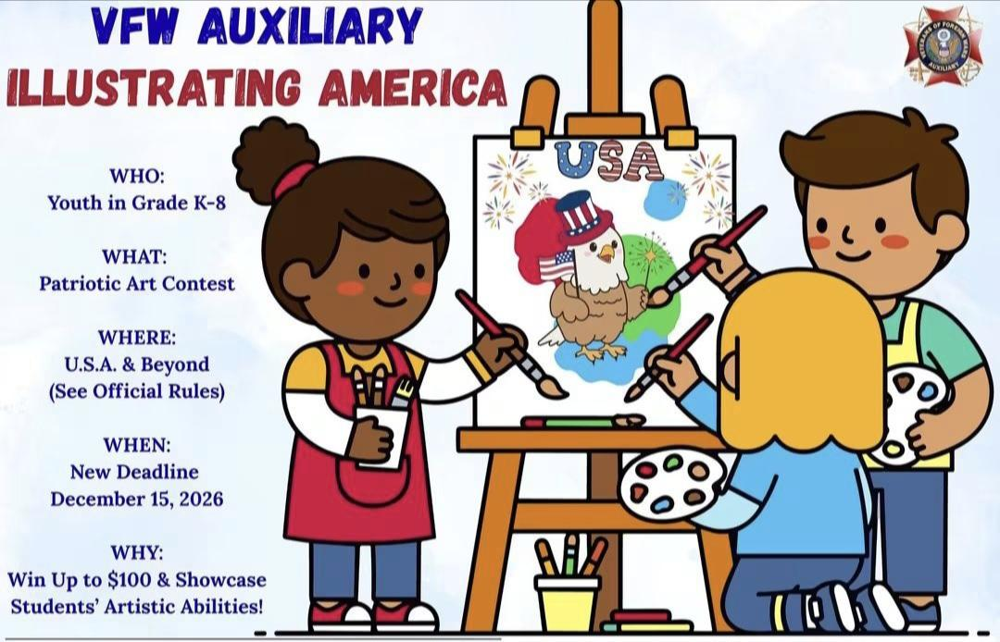 VFW AUXILIARY
ILLUSTRATING AMERICA
WHO:
Youth in Grade K-8
WHAT:
Patriotic Art Contest
WHERE:
U.S.A. & Beyond
(See Official Rules)
WHEN:
New Deadline
December 15, 2026
WHY:
Win Up to $100 & Showcase
Students’ Artistic Abilities!
USA
VETERANS OF FOREIGN WARS
AUXILIARY